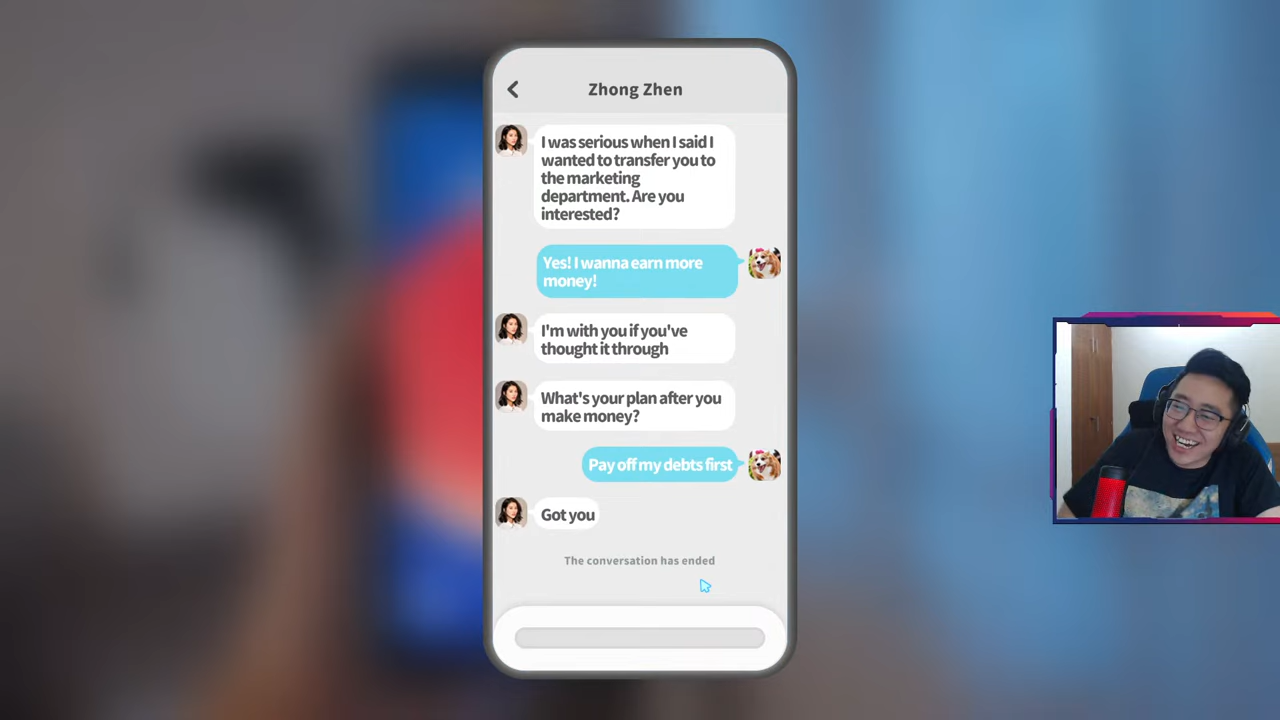 Zhong Zhen
I was serious when I said I
wanted to transfer you to
the marketing
department. Are you
interested?
Yes! I wanna earn more
money!
I'm with you if you've
thought it through
What's your plan after you
make money?
Pay off my debts first
Got you
The conversation has ended